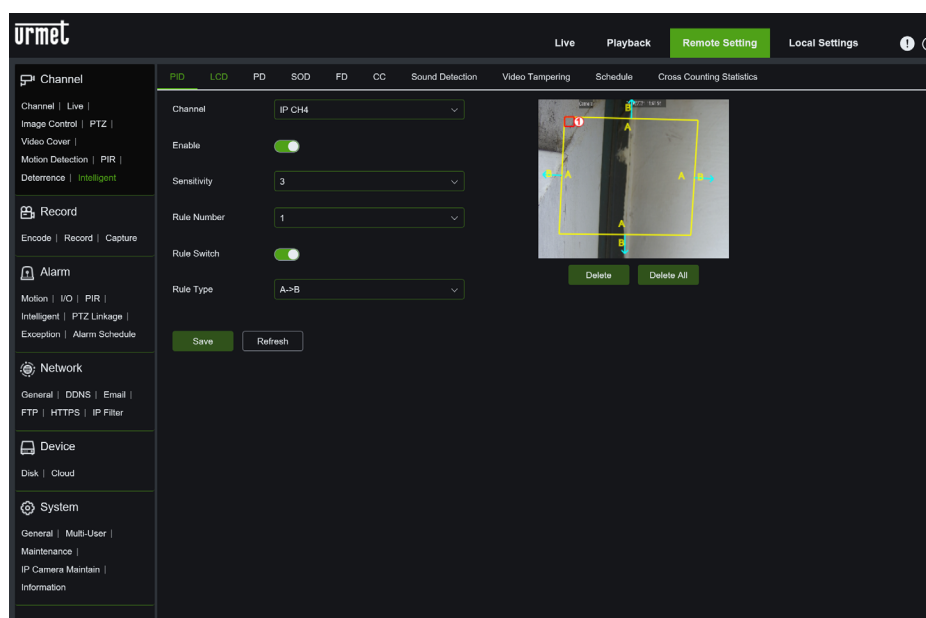 urmet
Live Playback Remote Setting Local Settings
Channel
Channel | Live |
Image Control | PTZ |
Video Cover |
Motion Detection | PIR |
Deterrence | Intelligent
Record
Encode | Record | Capture
Alarm
Motion | I/O | PIR |
Intelligent | PTZ Linkage |
Exception | Alarm Schedule
Network
General | DDNS | Email |
FTP | HTTPS | IP Filter
Device
Disk | Cloud
System
General | Multi-User |
Maintenance |
IP Camera Maintain |
Information
PID LCD PD SOD FD CC Sound Detection Video Tampering Schedule Cross Counting Statistics
Channel IP CH4
Enable
Sensitivity 3
Rule Number 1
Rule Switch
Rule Type A->B
Save Refresh
B
1
A
B A A B
A
B
Delete Delete All